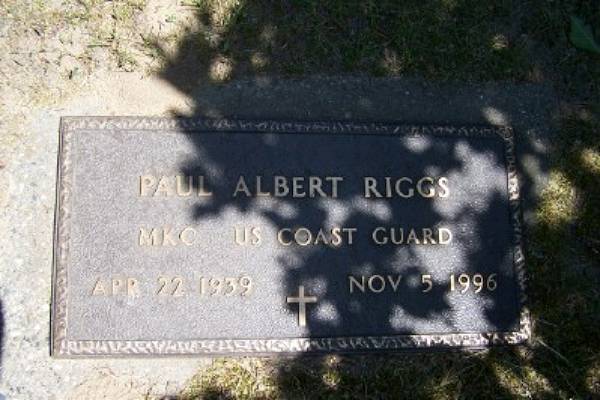 PAUL ALBERT RIGGS
MKC US COAST GUARD
APR 22 1939 NOV 5 1996